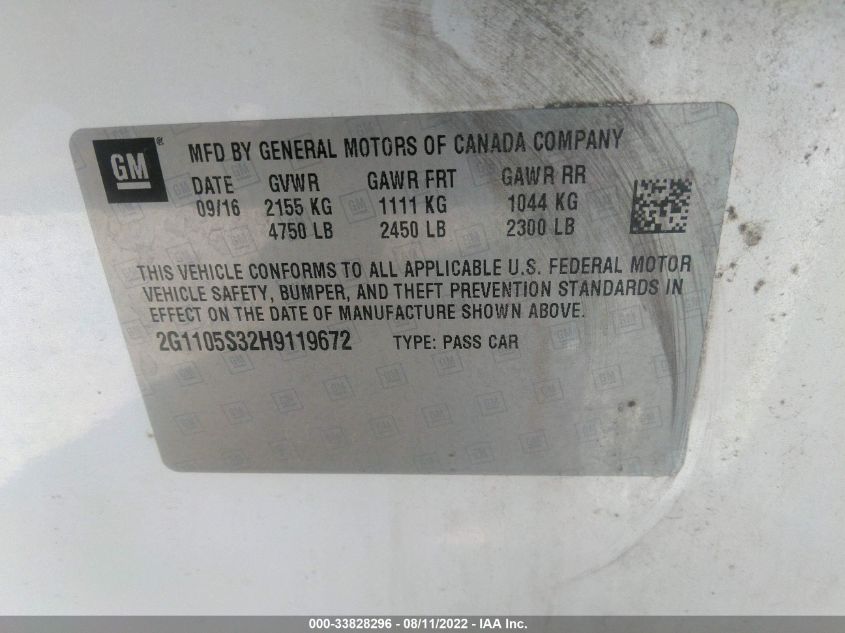 GM
MFD BY GENERAL MOTORS OF CANADA COMPANY
DATE GVWR GAWR FRT GAWR RR
09/16 2155 KG 1111 KG 1044 KG
4750 LB 2450 LB 2300 LB
THIS VEHICLE CONFORMS TO ALL APPLICABLE U.S. FEDERAL MOTOR
VEHICLE SAFETY, BUMPER, AND THEFT PREVENTION STANDARDS IN
EFFECT ON THE DATE OF MANUFACTURE SHOWN ABOVE.
2G1105S32H9119672 TYPE: PASS CAR
000-33828296 - 08/11/2022 - IAA Inc.